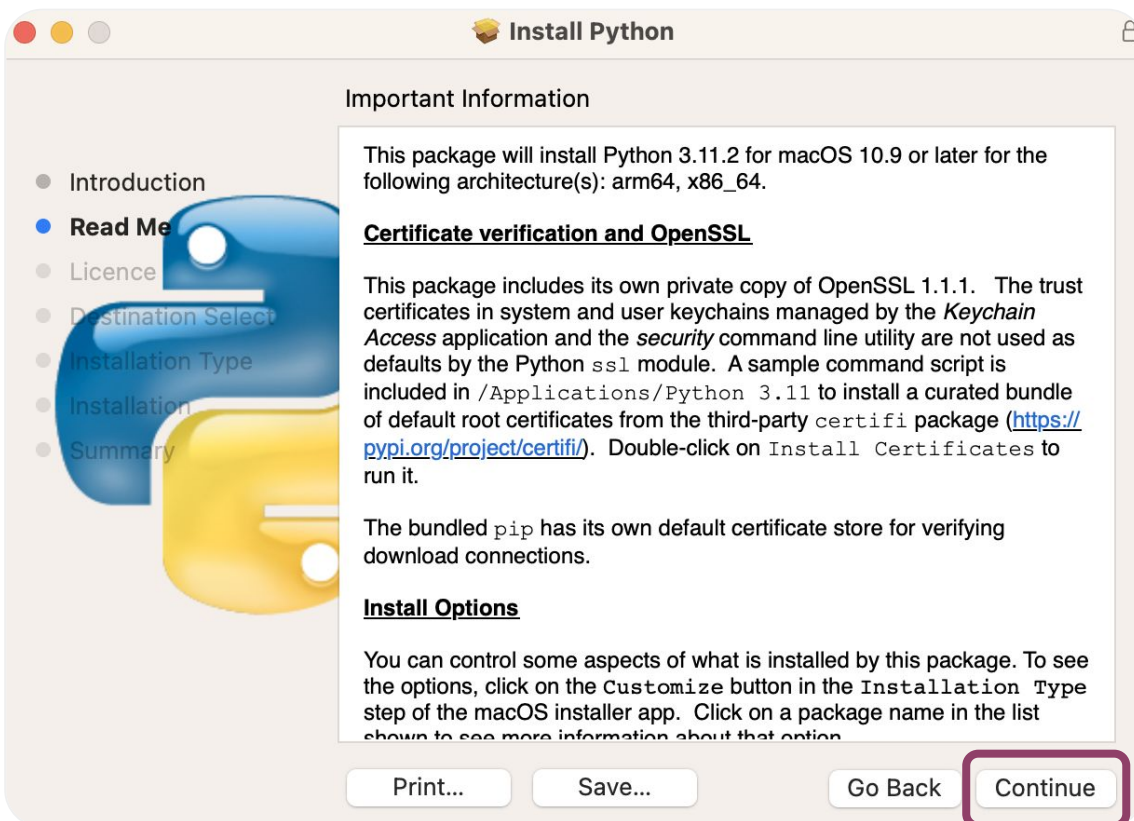 Install Python
Important Information
Introduction
Read Me
Licence
Destination Select
Installation Type
Installation
Summary
This package will install Python 3.11.2 for macOS 10.9 or later for the
following architecture(s): arm64, x86_64.
Certificate verification and OpenSSL
This package includes its own private copy of OpenSSL 1.1.1.   The trust
certificates in system and user keychains managed by the Keychain
Access application and the security command line utility are not used as
defaults by the Python ssl module.  A sample command script is
included in /Applications/Python 3.11 to install a curated bundle
of default root certificates from the third-party certifi package (https://
pypi.org/project/certifi/).  Double-click on Install Certificates to
run it.
The bundled pip has its own default certificate store for verifying
download connections.
Install Options
You can control some aspects of what is installed by this package. To see
the options, click on the Customize button in the Installation Type
step of the macOS installer app.  Click on a package name in the list
shown to see more information about that option
Print...
Save...
Go Back
Continue